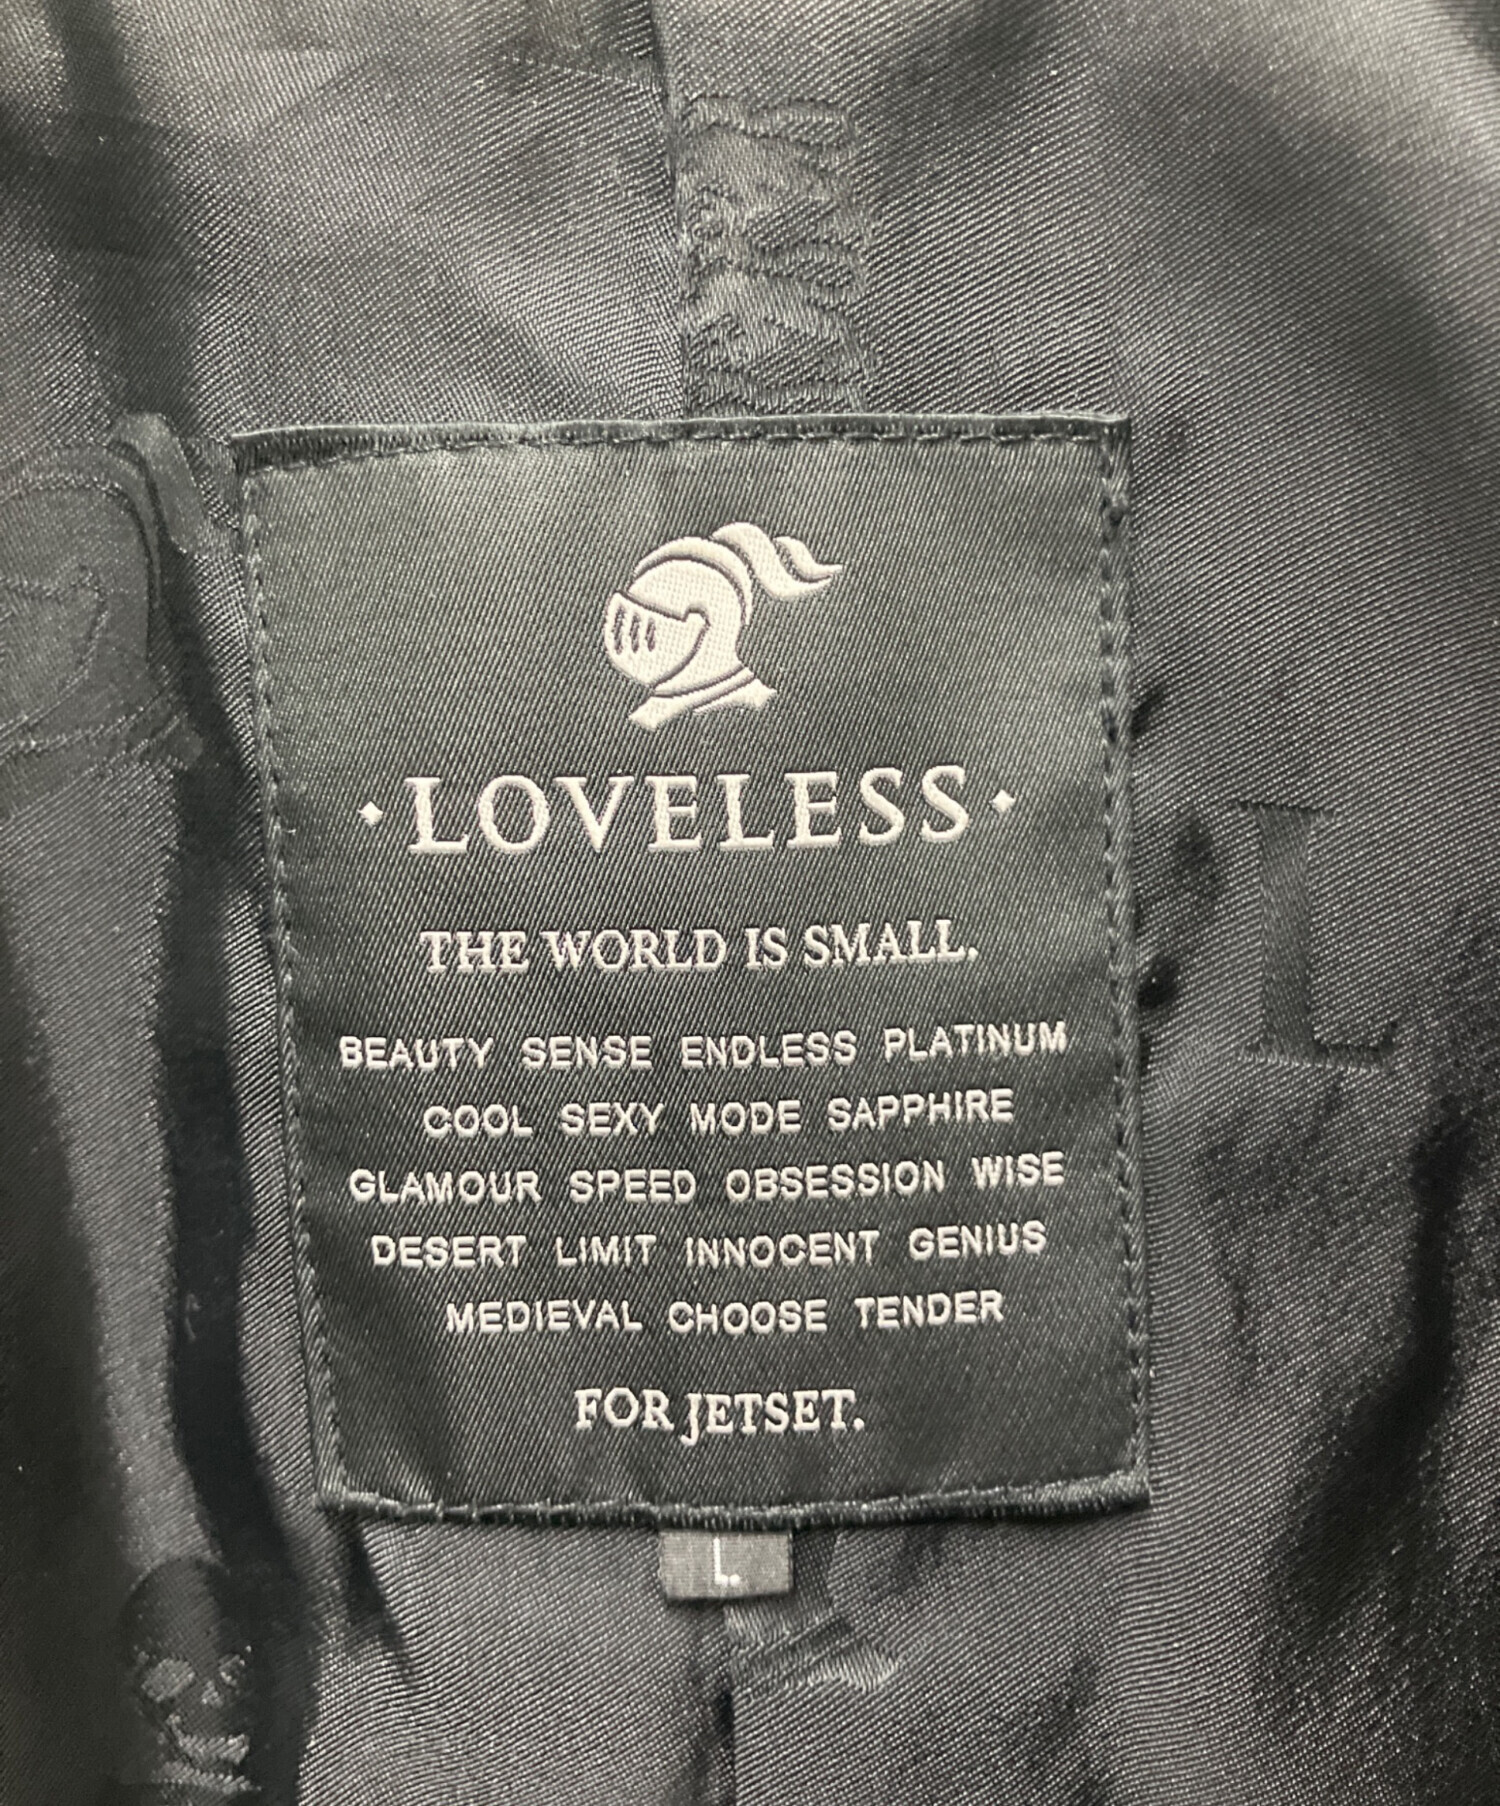 ·LOVELESS·
THE WORLD IS SMALL.
BEAUTY SENSE ENDLESS PLATINUM
COOL SEXY MODE SAPPHIRE
GLAMOUR SPEED OBSESSION WISE
DESERT LIMIT INNOCENT GENIUS
MEDIEVAL CHOOSE TENDER
FOR JETSET.
L.
L